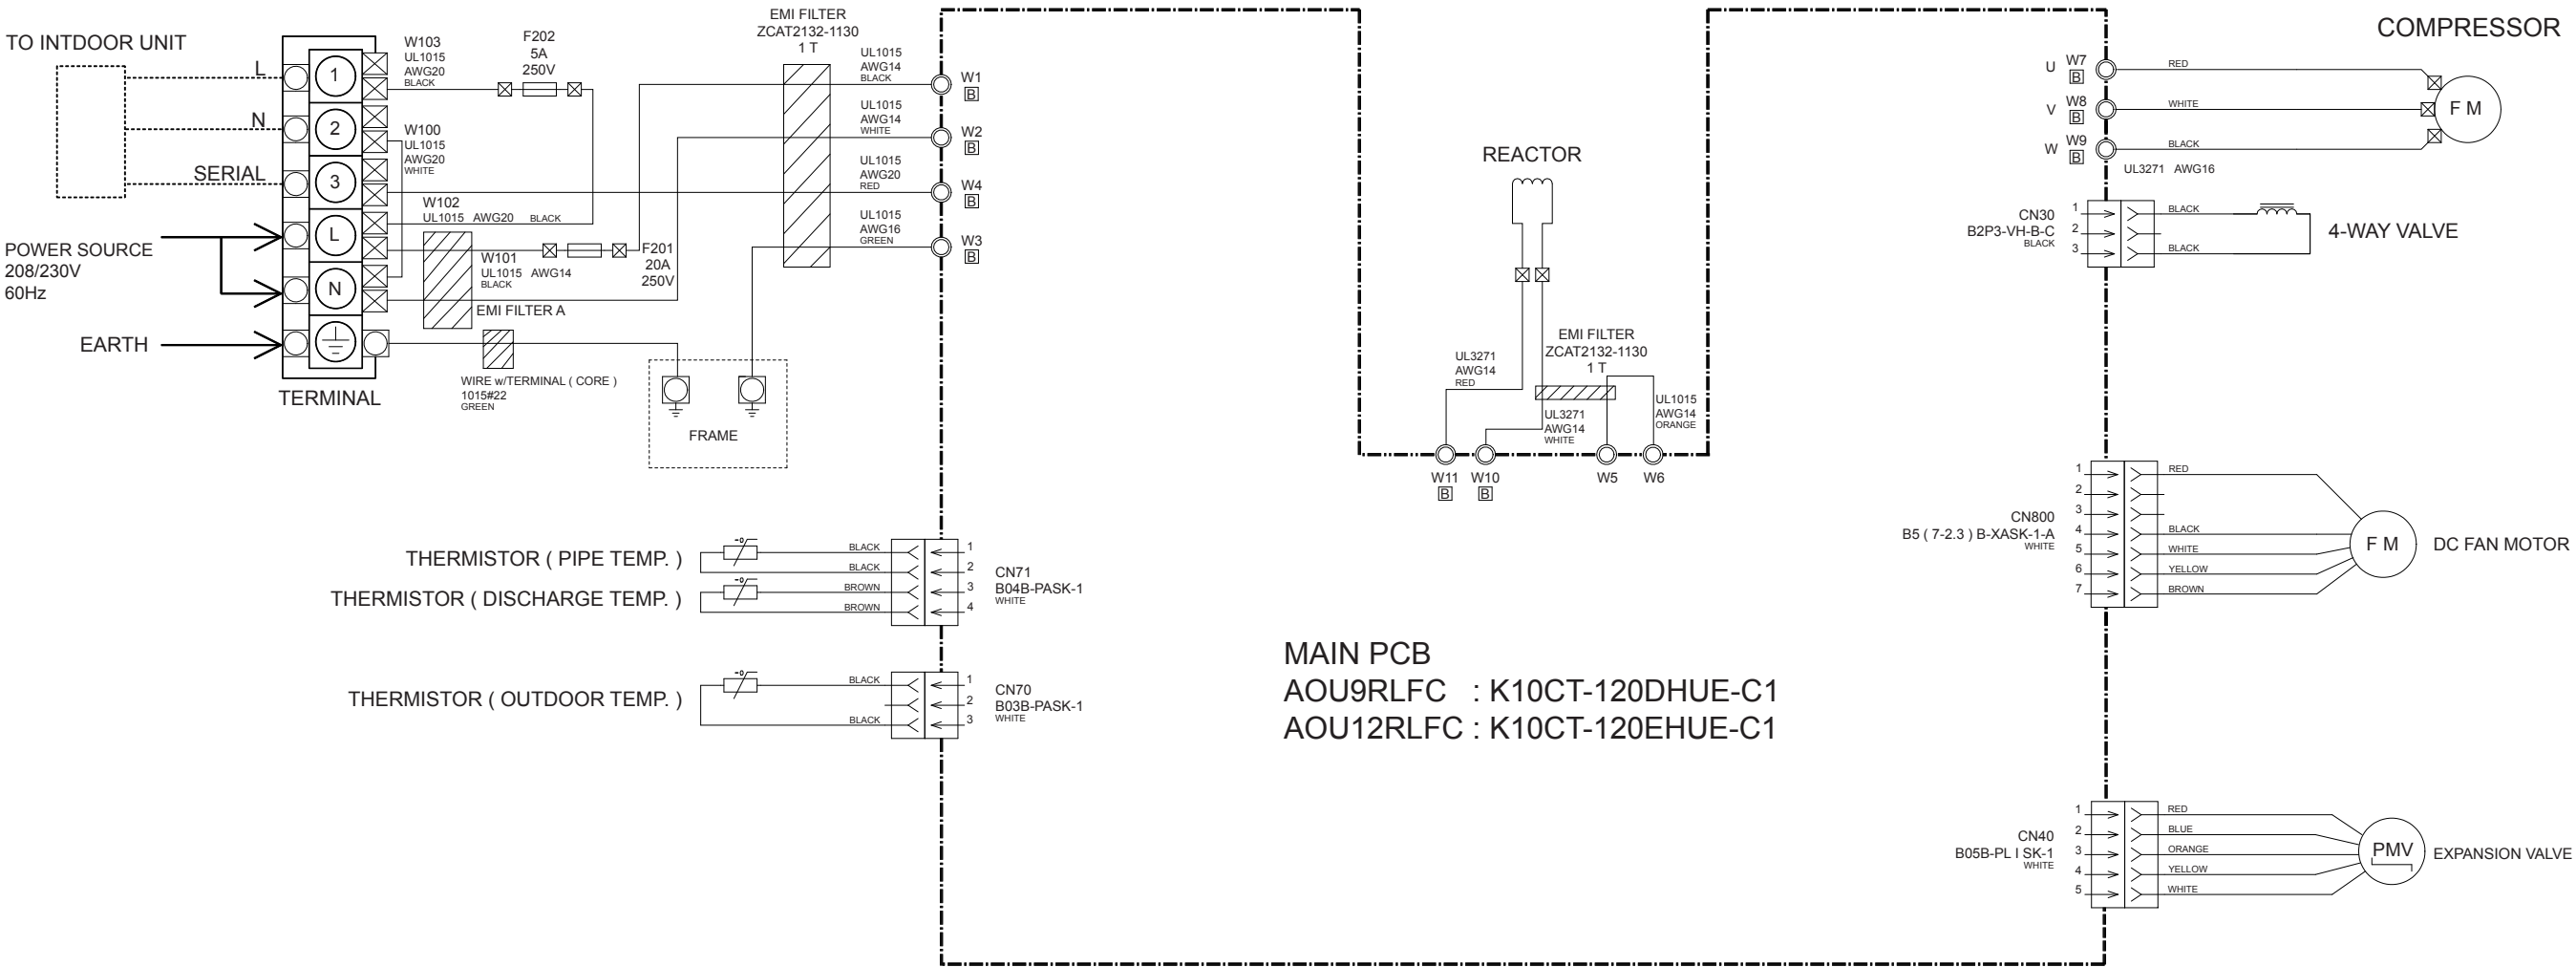 TO INTDOOR UNIT
L
N
SERIAL
POWER SOURCE
208/230V
60Hz
EARTH
1
2
3
L
N
TERMINAL
W103
UL1015
AWG20
BLACK
W100
UL1015
AWG20
WHITE
W102
UL1015 AWG20 BLACK
F202
5A
250V
W101
UL1015 AWG14
BLACK
F201
20A
250V
EMI FILTER A
WIRE w/TERMINAL ( CORE )
1015#22
GREEN
FRAME
EMI FILTER
ZCAT2132-1130
1 T
UL1015
AWG14
BLACK
W1
B
UL1015
AWG14
WHITE
W2
B
UL1015
AWG20
RED
W4
B
UL1015
AWG16
GREEN
W3
B
THERMISTOR ( PIPE TEMP. )
THERMISTOR ( DISCHARGE TEMP. )
BLACK
BLACK
BROWN
BROWN
1
2
3
4
CN71
B04B-PASK-1
WHITE
THERMISTOR ( OUTDOOR TEMP. )
BLACK
BLACK
1
2
3
CN70
B03B-PASK-1
WHITE
REACTOR
EMI FILTER
ZCAT2132-1130
1 T
UL3271
AWG14
RED
UL3271
AWG14
WHITE
UL1015
AWG14
ORANGE
W11
B
W10
B
W5
W6
MAIN PCB
AOU9RLFC : K10CT-120DHUE-C1
AOU12RLFC : K10CT-120EHUE-C1
COMPRESSOR
U W7
B
RED
V W8
B
WHITE
W W9
B
BLACK
UL3271 AWG16
F M
CN30
B2P3-VH-B-C
BLACK
1
2
3
BLACK
BLACK
4-WAY VALVE
CN800
B5 ( 7-2.3 ) B-XASK-1-A
WHITE
1
2
3
4
5
6
7
RED
BLACK
WHITE
YELLOW
BROWN
F M
DC FAN MOTOR
CN40
B05B-PL I SK-1
WHITE
1
2
3
4
5
RED
BLUE
ORANGE
YELLOW
WHITE
PMV
EXPANSION VALVE